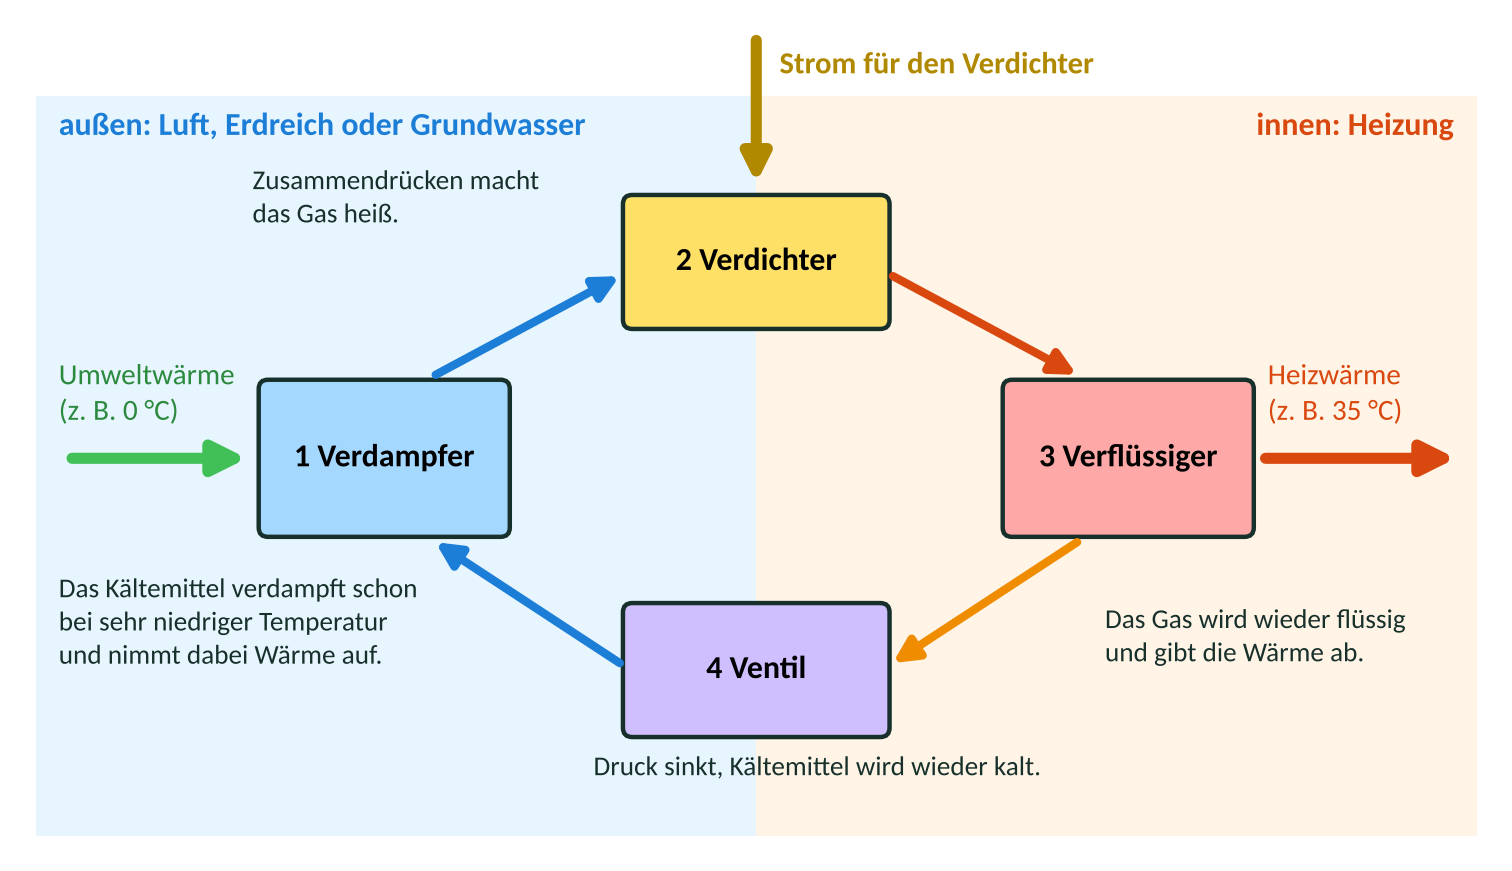 Strom für den Verdichter
außen: Luft, Erdreich oder Grundwasser
innen: Heizung
Zusammendrücken macht
das Gas heiß.
2 Verdichter
Umweltwärme
(z. B. 0 °C)
1 Verdampfer
3 Verflüssiger
Heizwärme
(z. B. 35 °C)
Das Kältemittel verdampft schon
bei sehr niedriger Temperatur
und nimmt dabei Wärme auf.
4 Ventil
Das Gas wird wieder flüssig
und gibt die Wärme ab.
Druck sinkt, Kältemittel wird wieder kalt.